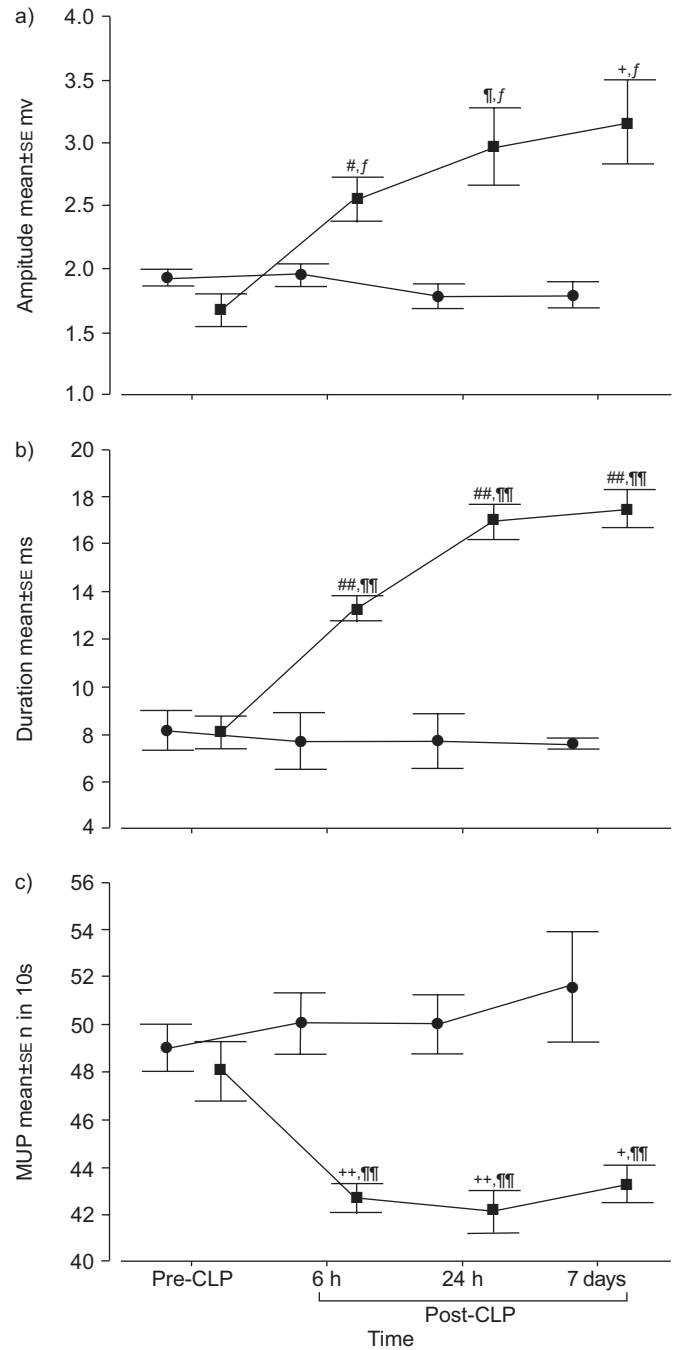 a)
4.0
3.5
3.0
2.5
2.0
1.5
1.0
Amplitude mean±SE mv
#,ƒ
¶,ƒ
+,ƒ
b)
20
18
16
14
12
10
8
6
4
Duration mean±SE ms
##,¶¶
##,¶¶
##,¶¶
c)
56
54
52
50
48
46
44
42
40
MUP mean±SE n in 10s
++,¶¶
++,¶¶
+,¶¶
Pre-CLP 6 h 24 h 7 days
Post-CLP
Time